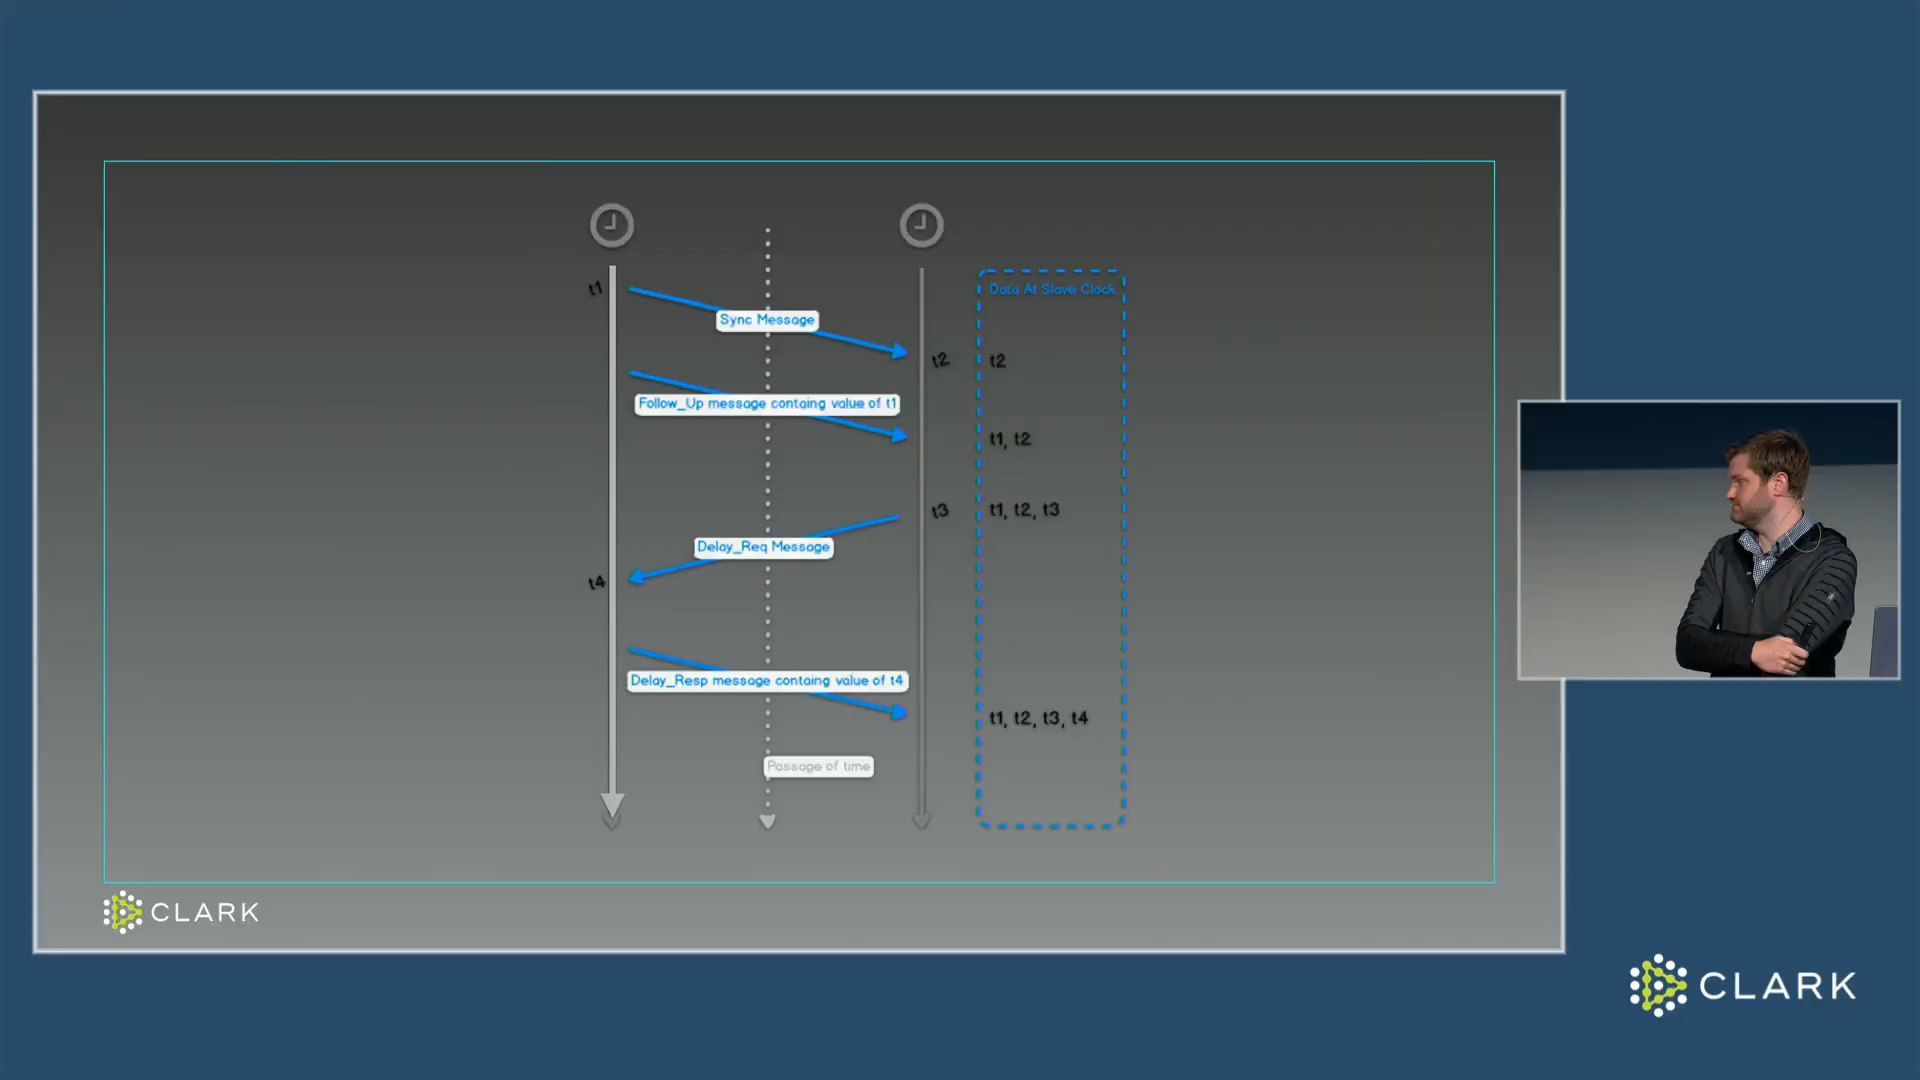 t1
Data At Slave Clock
Sync Message
t2
t2
Follow_Up message containg value of t1
t1, t2
t3
t1, t2, t3
Delay_Req Message
t4
Delay_Resp message containg value of t4
t1, t2, t3, t4
Passage of time
CLARK
CLARK